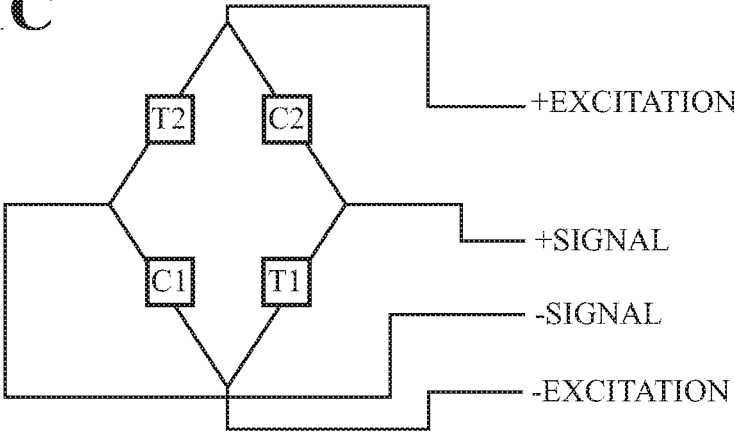 C
T2 C2
+EXCITATION
+SIGNAL
C1 T1
-SIGNAL
-EXCITATION